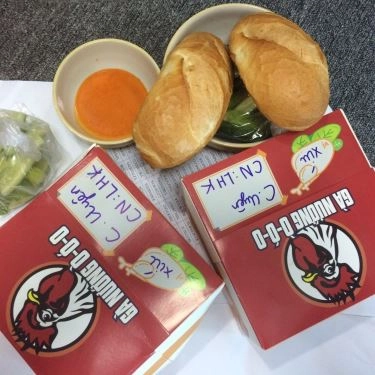 C. Uyên
CN: LHK
XIU
GÀ NƯỚNG Ò-Ó-O
C. Uyên
CN: LHK
XIU
GÀ NƯỚNG Ò-Ó-O